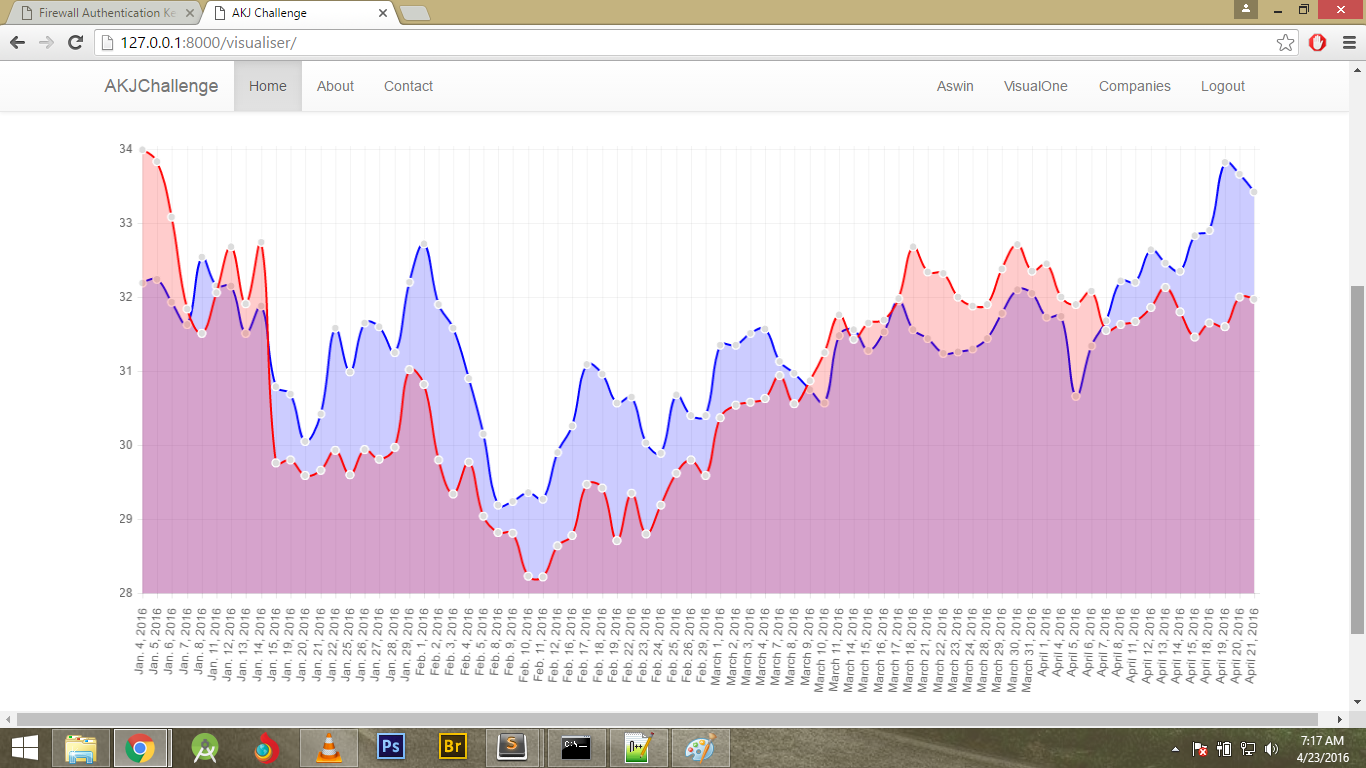 Firewall Authentication Ke
AKJ Challenge
127.0.0.1:8000/visualiser/
AKJChallenge Home About Contact Aswin VisualOne Companies Logout
34
33
32
31
30
29
28
Jan. 4, 2016
Jan. 5, 2016
Jan. 6, 2016
Jan. 7, 2016
Jan. 8, 2016
Jan. 11, 2016
Jan. 12, 2016
Jan. 13, 2016
Jan. 14, 2016
Jan. 15, 2016
Jan. 19, 2016
Jan. 20, 2016
Jan. 21, 2016
Jan. 22, 2016
Jan. 25, 2016
Jan. 26, 2016
Jan. 27, 2016
Jan. 28, 2016
Jan. 29, 2016
Feb. 1, 2016
Feb. 2, 2016
Feb. 3, 2016
Feb. 4, 2016
Feb. 5, 2016
Feb. 8, 2016
Feb. 9, 2016
Feb. 10, 2016
Feb. 11, 2016
Feb. 12, 2016
Feb. 16, 2016
Feb. 17, 2016
Feb. 18, 2016
Feb. 19, 2016
Feb. 22, 2016
Feb. 23, 2016
Feb. 24, 2016
Feb. 25, 2016
Feb. 26, 2016
Feb. 29, 2016
March 1, 2016
March 2, 2016
March 3, 2016
March 4, 2016
March 7, 2016
March 8, 2016
March 9, 2016
March 10, 2016
March 11, 2016
March 14, 2016
March 15, 2016
March 16, 2016
March 17, 2016
March 18, 2016
March 21, 2016
March 22, 2016
March 23, 2016
March 24, 2016
March 28, 2016
March 29, 2016
March 30, 2016
March 31, 2016
April 1, 2016
April 4, 2016
April 5, 2016
April 6, 2016
April 7, 2016
April 8, 2016
April 11, 2016
April 12, 2016
April 13, 2016
April 14, 2016
April 15, 2016
April 18, 2016
April 19, 2016
April 20, 2016
April 21, 2016
Ps
Br
S
C:\
7:17 AM
4/23/2016